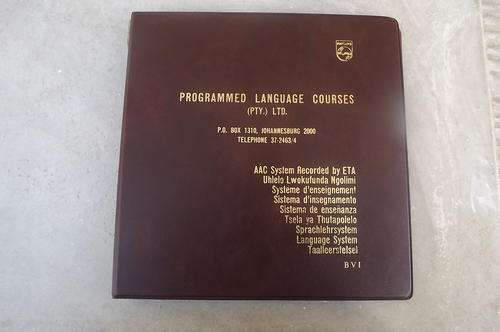 PHILIPS
PROGRAMMED LANGUAGE COURSES
(PTY.) LTD.
P.O. BOX 1310, JOHANNESBURG 2000
TELEPHONE 37-2463/4
AAC System Recorded by ETA
Uhlelo Lwokufunda Ngolimi
Système d'enseignement
Sistema d'insegnamento
Sistema de enseñanza
Tsela ya Thutapolelo
Sprachlehrsystem
Language System
Taalleerstelsel
BVI